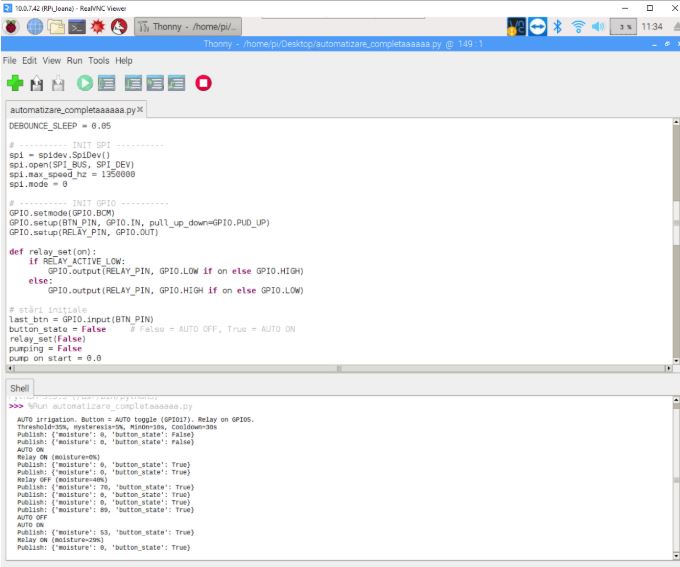 10.0.7.42 (RPi_Ioana) - RealVNC Viewer
Thonny - /home/pi/...
3 %
11:34
Thonny - /home/pi/Desktop/automatizare_completaaaaaa.py @ 149 : 1
File Edit View Run Tools Help
automatizare_completaaaaaa.py
DEBOUNCE_SLEEP = 0.05
# ---------- INIT SPI ----------
spi = spidev.SpiDev()
spi.open(SPI_BUS, SPI_DEV)
spi.max_speed_hz = 1350000
spi.mode = 0
# ---------- INIT GPIO ----------
GPIO.setmode(GPIO.BCM)
GPIO.setup(BTN_PIN, GPIO.IN, pull_up_down=GPIO.PUD_UP)
GPIO.setup(RELAY_PIN, GPIO.OUT)
def relay_set(on):
if RELAY_ACTIVE_LOW:
GPIO.output(RELAY_PIN, GPIO.LOW if on else GPIO.HIGH)
else:
GPIO.output(RELAY_PIN, GPIO.HIGH if on else GPIO.LOW)
# stări inițiale
last_btn = GPIO.input(BTN_PIN)
button_state = False # False = AUTO OFF, True = AUTO ON
relay_set(False)
pumping = False
pump_on_start = 0.0
Shell
>>> %Run automatizare_completaaaaaa.py
AUTO irrigation. Button = AUTO toggle (GPIO17). Relay on GPIO5.
Threshold=35%, Hysteresis=5%, MinOn=10s, Cooldown=30s
Publish: {'moisture': 0, 'button_state': False}
Publish: {'moisture': 0, 'button_state': False}
AUTO ON
Relay ON (moisture=0%)
Publish: {'moisture': 0, 'button_state': True}
Publish: {'moisture': 0, 'button_state': True}
Relay OFF (moisture=40%)
Publish: {'moisture': 70, 'button_state': True}
Publish: {'moisture': 0, 'button_state': True}
Publish: {'moisture': 0, 'button_state': True}
Publish: {'moisture': 89, 'button_state': True}
AUTO OFF
AUTO ON
Publish: {'moisture': 53, 'button_state': True}
Relay ON (moisture=29%)
Publish: {'moisture': 0, 'button_state': True}